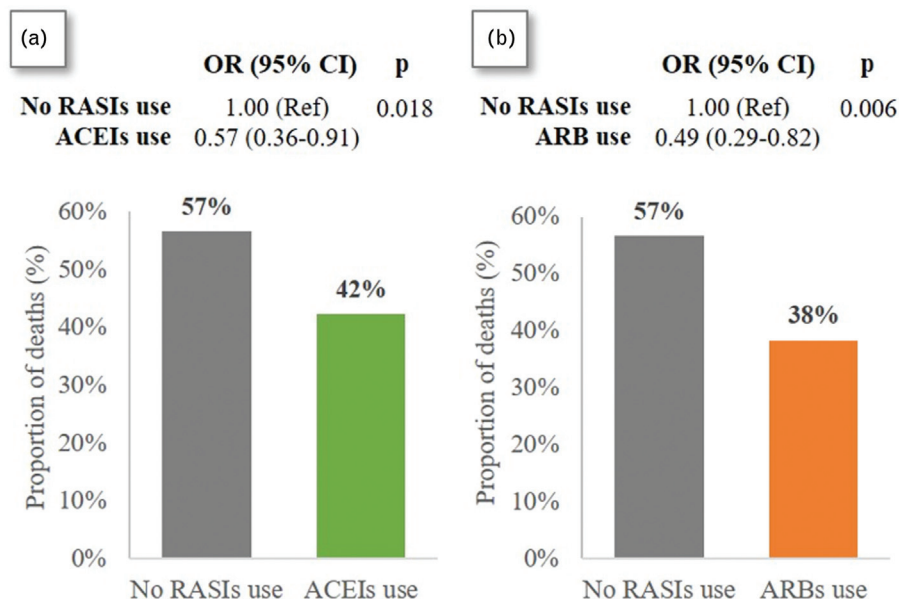 (a)
OR (95% CI) p
No RASIs use 1.00 (Ref) 0.018
ACEIs use 0.57 (0.36-0.91)
Proportion of deaths (%)
60%
50%
40%
30%
20%
10%
0%
57%
42%
No RASIs use ACEIs use
(b)
OR (95% CI) p
No RASIs use 1.00 (Ref) 0.006
ARB use 0.49 (0.29-0.82)
Proportion of deaths (%)
60%
50%
40%
30%
20%
10%
0%
57%
38%
No RASIs use ARBs use